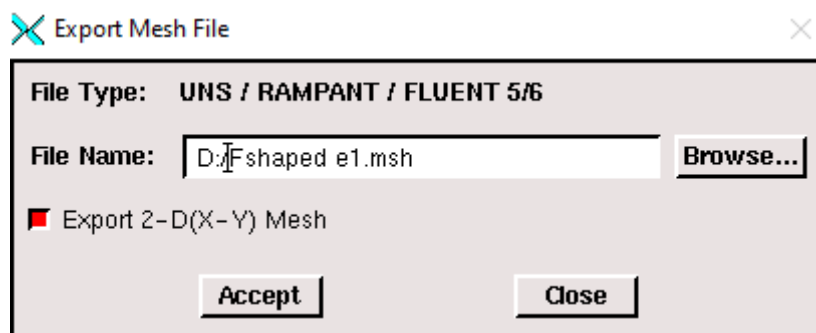 Export Mesh File
File Type: UNS / RAMPANT / FLUENT 5/6
File Name: D:/Fshaped e1.msh Browse...
Export 2-D(X-Y) Mesh
Accept Close